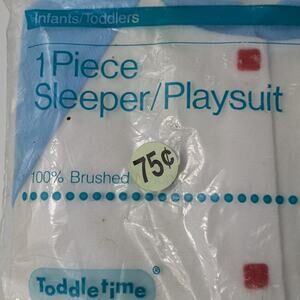 Infants/Toddlers
1 Piece
Sleeper/Playsuit
75¢
100% Brushed
Toddletime®